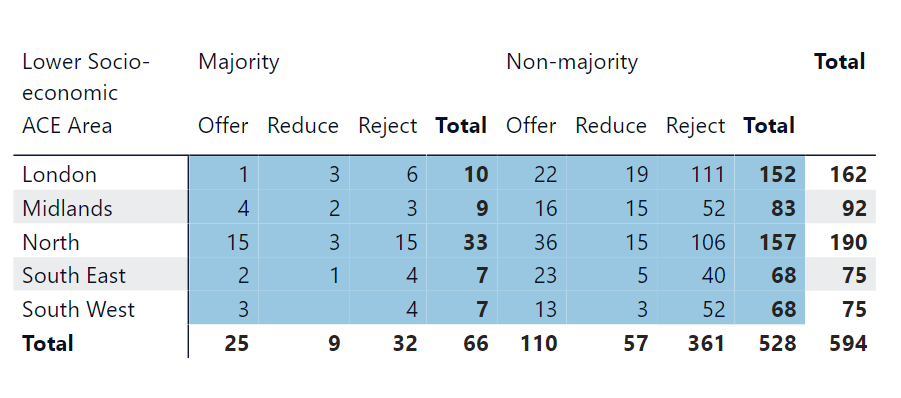 Lower Socio- Majority Non-majority Total
economic
ACE Area Offer Reduce Reject Total Offer Reduce Reject Total
London 1 3 6 10 22 19 111 152 162
Midlands 4 2 3 9 16 15 52 83 92
North 15 3 15 33 36 15 106 157 190
South East 2 1 4 7 23 5 40 68 75
South West 3 4 7 13 3 52 68 75
Total 25 9 32 66 110 57 361 528 594